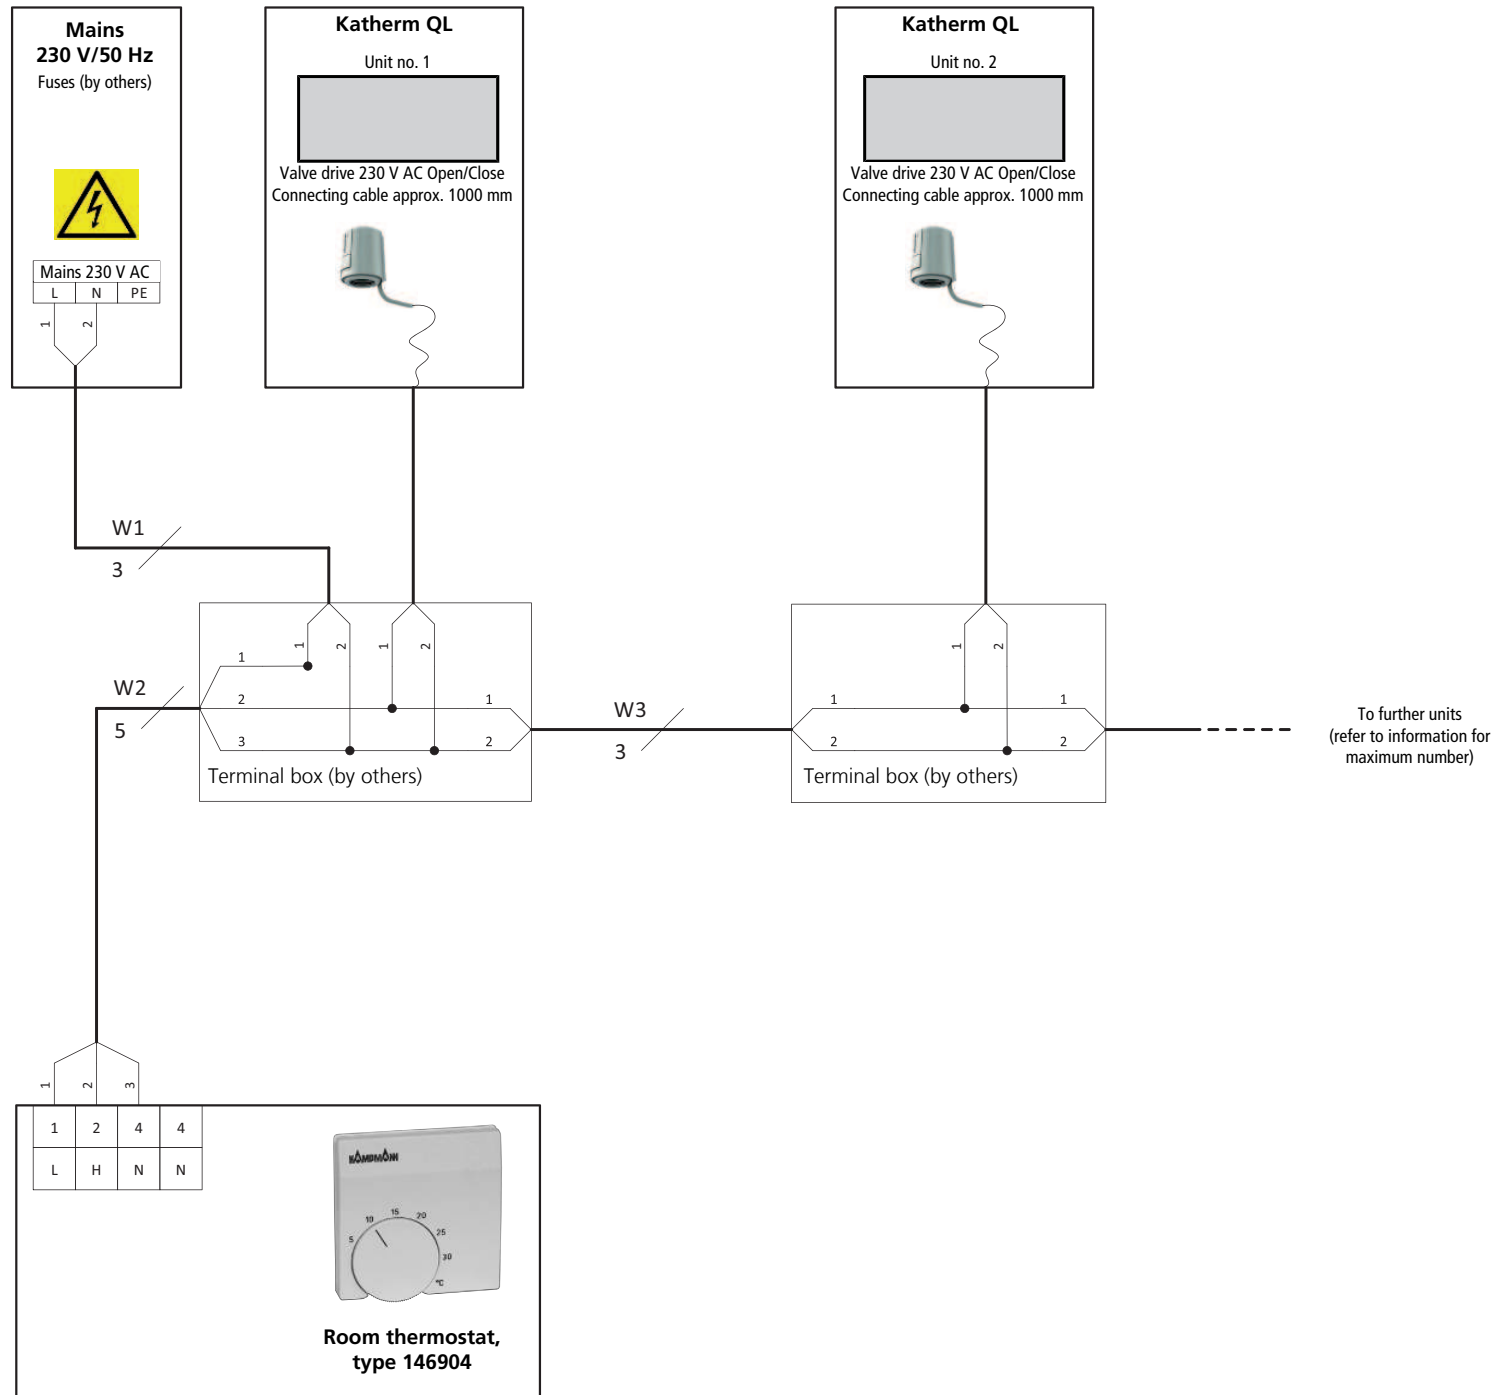 Mains
230 V/50 Hz
Fuses (by others)
Mains 230 V AC
L N PE
1 2
Katherm QL
Unit no. 1
Valve drive 230 V AC Open/Close
Connecting cable approx. 1000 mm
Katherm QL
Unit no. 2
Valve drive 230 V AC Open/Close
Connecting cable approx. 1000 mm
W1
3
W2
5
1 2 1 2
1
2 1
3 2
Terminal box (by others)
W3
3
1 2
1 1
2 2
Terminal box (by others)
To further units
(refer to information for
maximum number)
1 2 3
1 2 4 4
L H N N
KAMPMANN
5 10 15 20 25 30
°C
Room thermostat,
type 146904